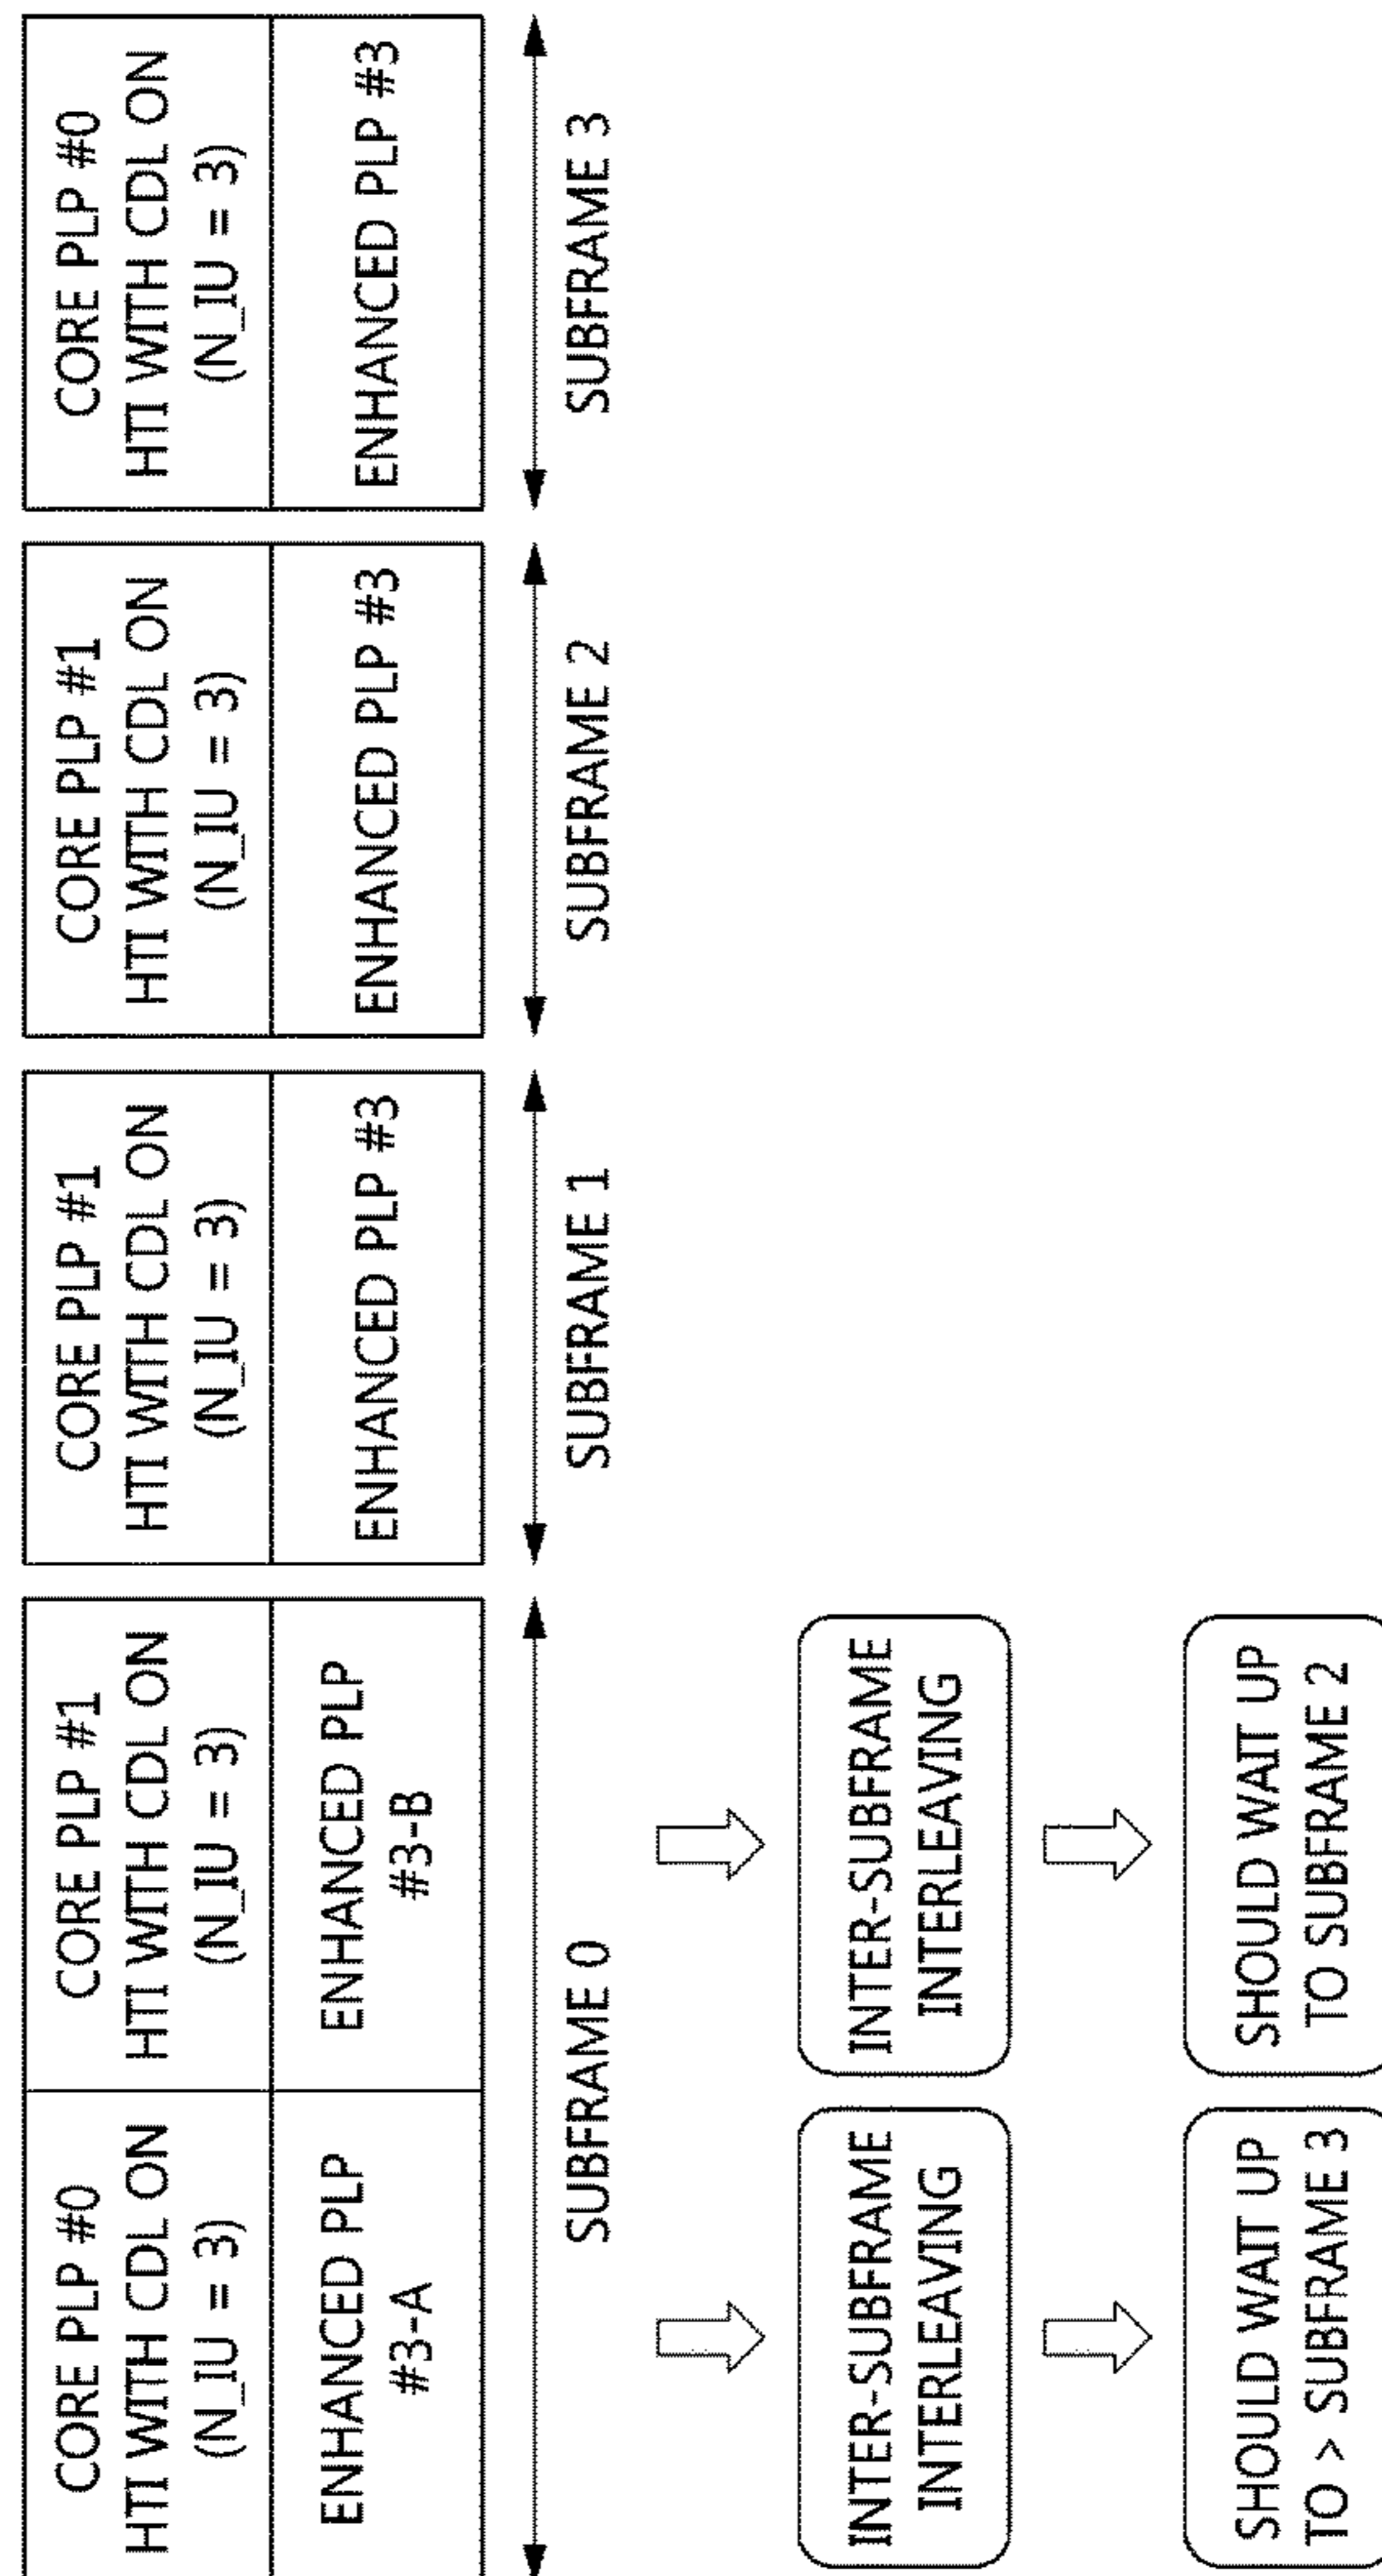 CORE PLP #0
HTI WITH CDL ON
(N_IU = 3)
CORE PLP #1
HTI WITH CDL ON
(N_IU = 3)
CORE PLP #1
HTI WITH CDL ON
(N_IU = 3)
CORE PLP #1
HTI WITH CDL ON
(N_IU = 3)
CORE PLP #0
HTI WITH CDL ON
(N_IU = 3)
ENHANCED PLP
#3-A
ENHANCED PLP
#3-B
ENHANCED PLP #3
ENHANCED PLP #3
ENHANCED PLP #3
SUBFRAME 0
SUBFRAME 1
SUBFRAME 2
SUBFRAME 3
INTER-SUBFRAME
INTERLEAVING
INTER-SUBFRAME
INTERLEAVING
SHOULD WAIT UP
TO > SUBFRAME 3
SHOULD WAIT UP
TO SUBFRAME 2